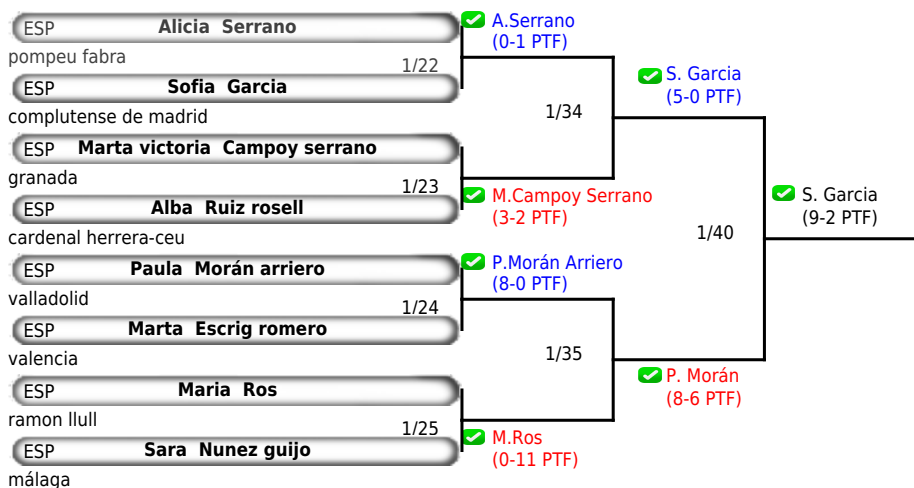 ESP Alicia Serrano
pompeu fabra
1/22
ESP Sofia Garcia
complutense de madrid
ESP Marta victoria Campoy serrano
granada
1/23
ESP Alba Ruiz rosell
cardenal herrera-ceu
ESP Paula Morán arriero
valladolid
1/24
ESP Marta Escrig romero
valencia
ESP Maria Ros
ramon llull
1/25
ESP Sara Nunez guijo
málaga
A.Serrano
(0-1 PTF)
1/34
M.Campoy Serrano
(3-2 PTF)
P.Morán Arriero
(8-0 PTF)
1/35
M.Ros
(0-11 PTF)
S. Garcia
(5-0 PTF)
1/40
P. Morán
(8-6 PTF)
S. Garcia
(9-2 PTF)